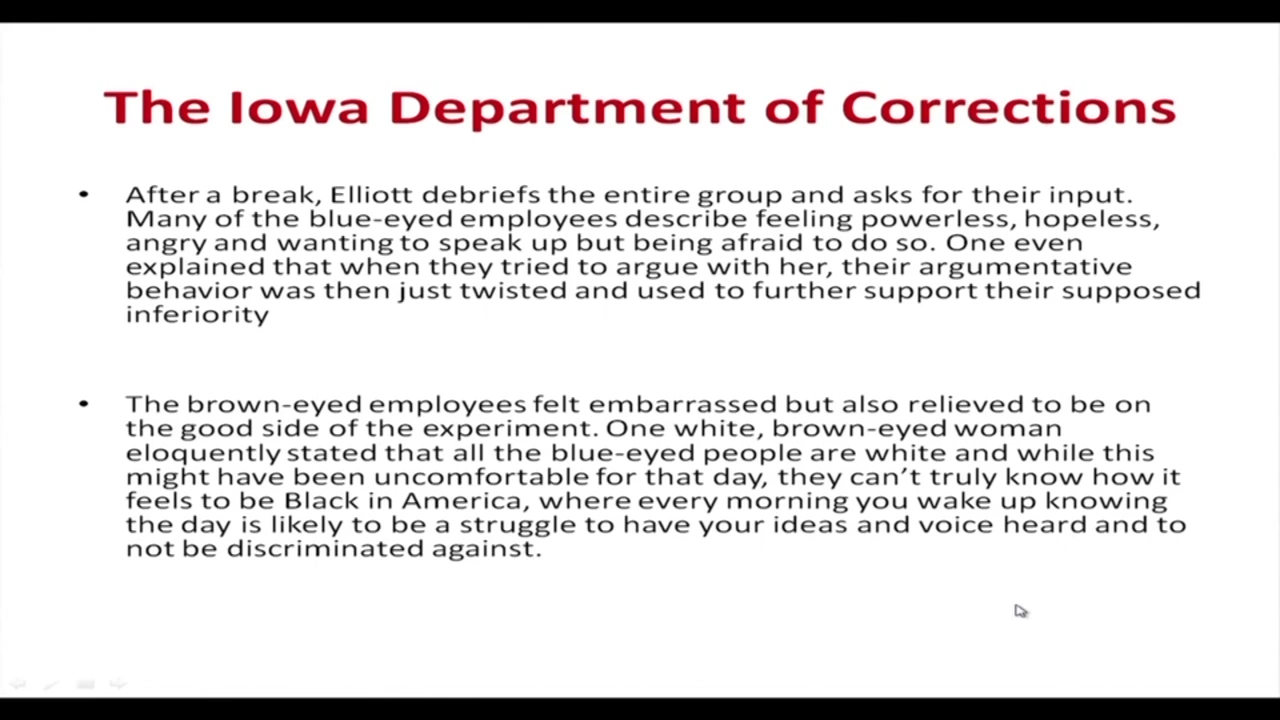 The Iowa Department of Corrections
• After a break, Elliott debriefs the entire group and asks for their input.
Many of the blue-eyed employees describe feeling powerless, hopeless,
angry and wanting to speak up but being afraid to do so. One even
explained that when they tried to argue with her, their argumentative
behavior was then just twisted and used to further support their supposed
inferiority
• The brown-eyed employees felt embarrassed but also relieved to be on
the good side of the experiment. One white, brown-eyed woman
eloquently stated that all the blue-eyed people are white and while this
might have been uncomfortable for that day, they can’t truly know how it
feels to be Black in America, where every morning you wake up knowing
the day is likely to be a struggle to have your ideas and voice heard and to
not be discriminated against.